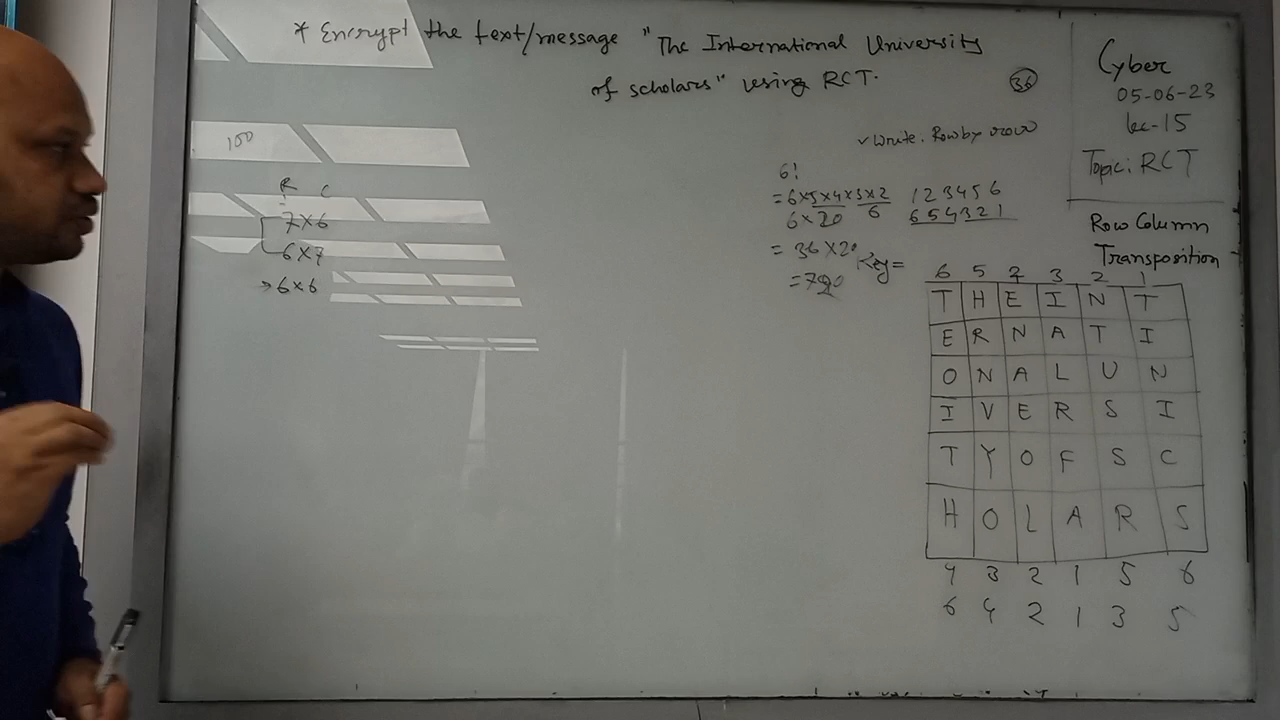 * Encrypt the text/message "The International University
of scholars" using RCT.
36
Cyber
05-06-23
lec-15
Topic: RCT
Row Column
Transposition
100
R C
7×6
6×7
→ 6×6
✓ Write: Row by row
6!
= 6×5×4×3×2
6×20 6
= 36×20
= 720
1 2 3 4 5 6
6 5 4 3 2 1
Key=
6 5 4 3 2 1
T H E I N T
E R N A T I
O N A L U N
I V E R S I
T Y O F S C
H O L A R S
4 3 2 1 5 6
6 4 2 1 3 5